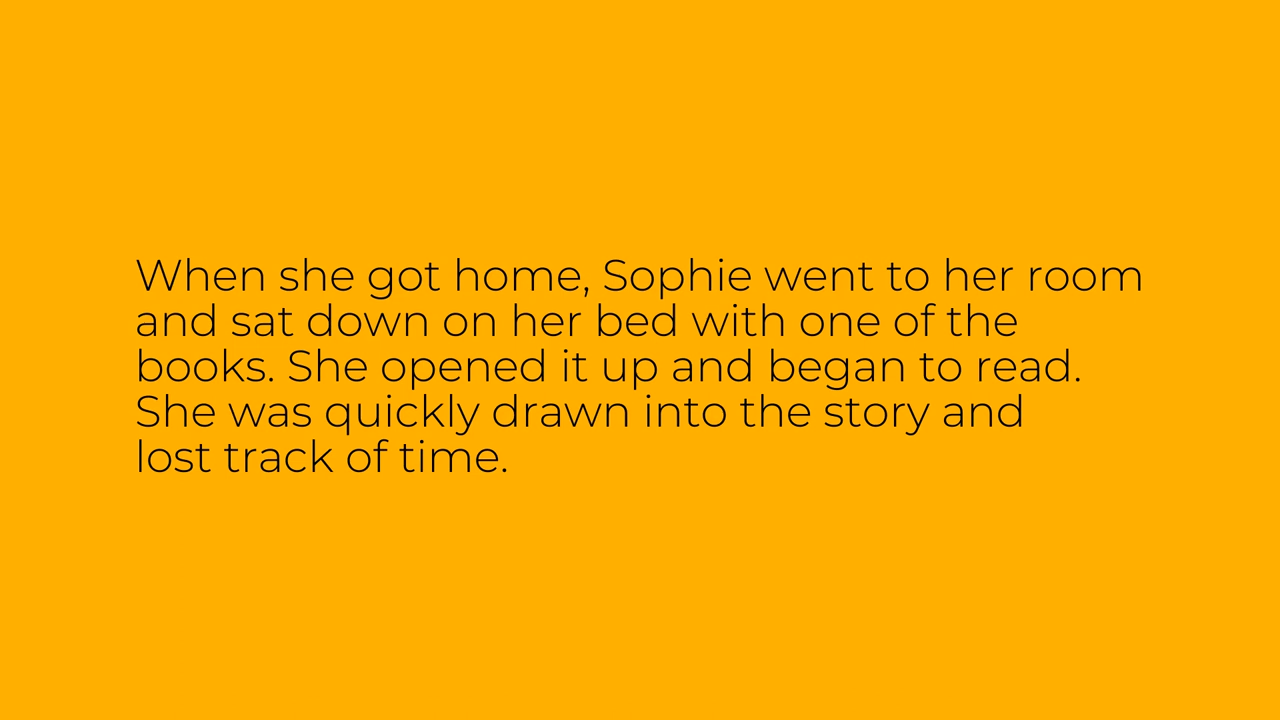 When she got home, Sophie went to her room
and sat down on her bed with one of the
books. She opened it up and began to read.
She was quickly drawn into the story and
lost track of time.